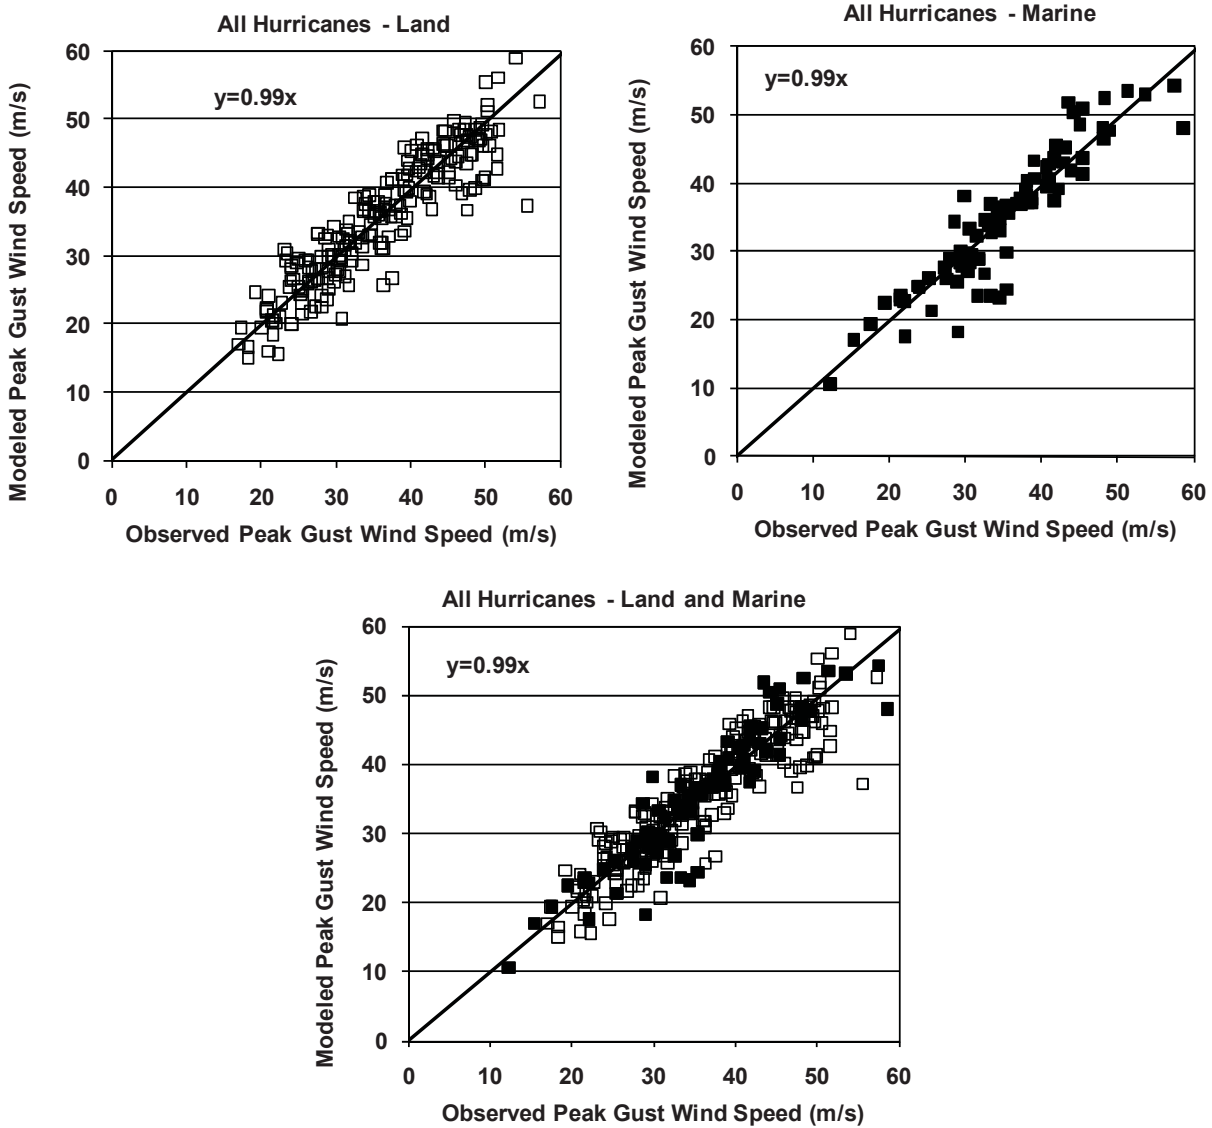 All Hurricanes - Land
60
50
40
30
20
10
0
y=0.99x
Modeled Peak Gust Wind Speed (m/s)
0 10 20 30 40 50 60
Observed Peak Gust Wind Speed (m/s)
All Hurricanes - Marine
60
50
40
30
20
10
0
y=0.99x
Modeled Peak Gust Wind Speed (m/s)
0 10 20 30 40 50 60
Observed Peak Gust Wind Speed (m/s)
All Hurricanes - Land and Marine
60
50
40
30
20
10
0
y=0.99x
Modeled Peak Gust Wind Speed (m/s)
0 10 20 30 40 50 60
Observed Peak Gust Wind Speed (m/s)